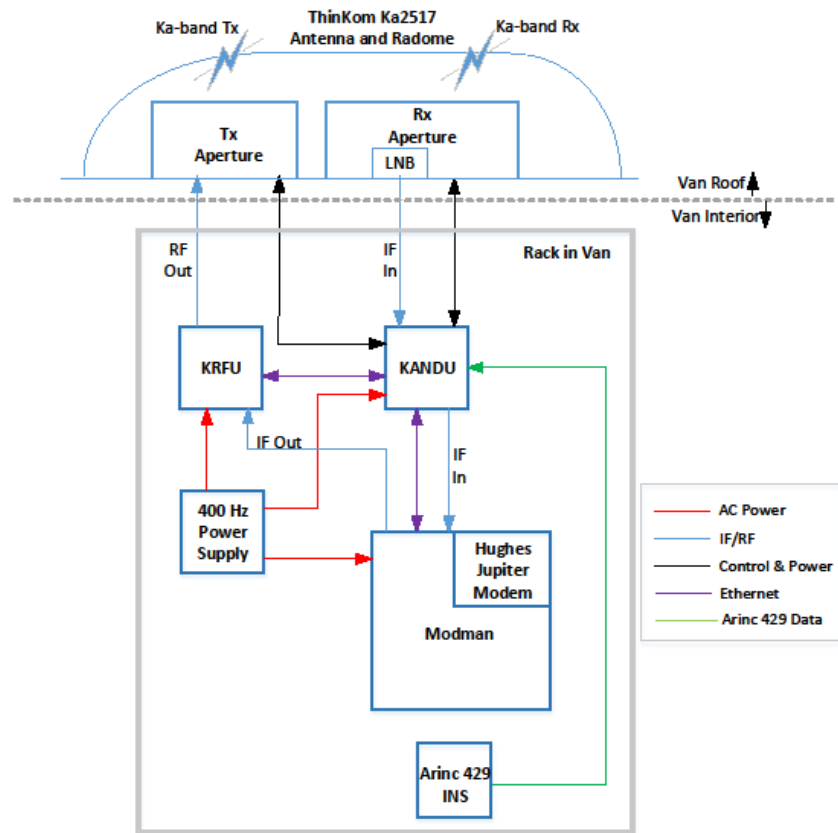 ThinKom Ka2517
Antenna and Radome
Ka-band Tx
Ka-band Rx
Tx
Aperture
Rx
Aperture
LNB
Van Roof
Van Interior
Rack in Van
RF
Out
IF
In
KRFU
KANDU
IF Out
IF
In
400 Hz
Power
Supply
Hughes
Jupiter
Modem
Modman
Arinc 429
INS
AC Power
IF/RF
Control & Power
Ethernet
Arinc 429 Data